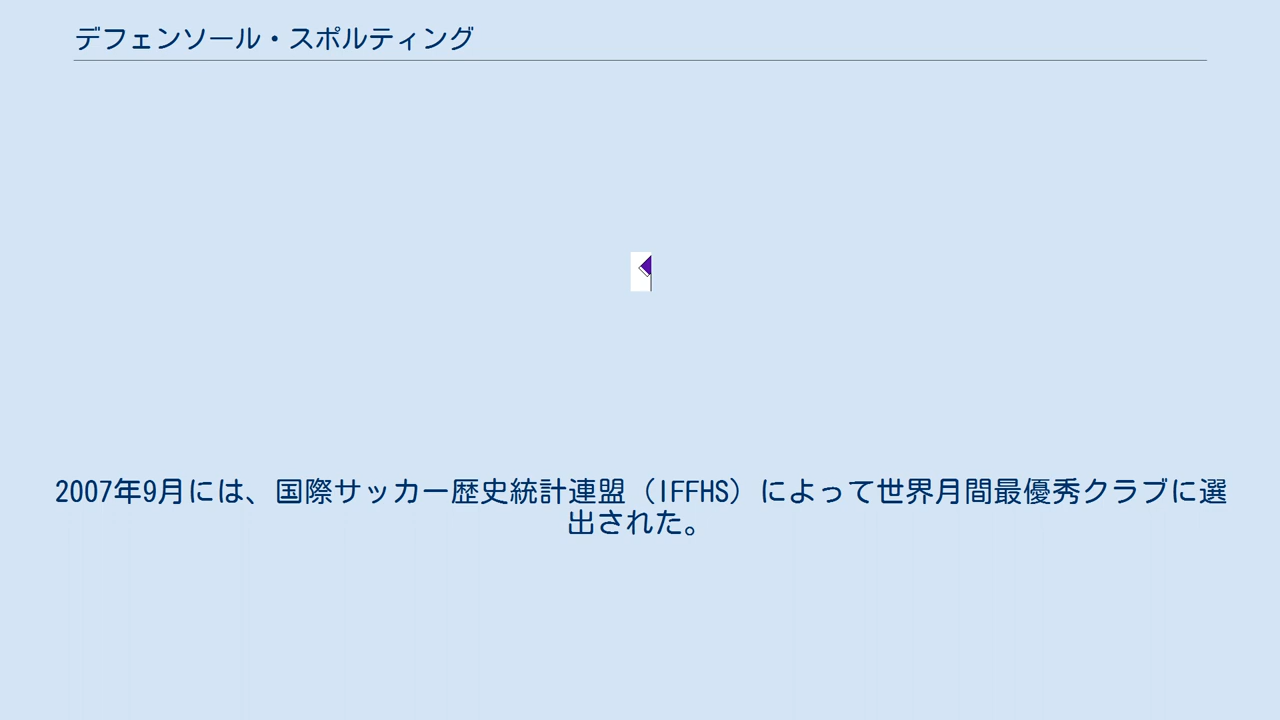 デフェンソール・スポルティング
2007年9月には、国際サッカー歴史統計連盟（IFFHS）によって世界月間最優秀クラブに選
出された。